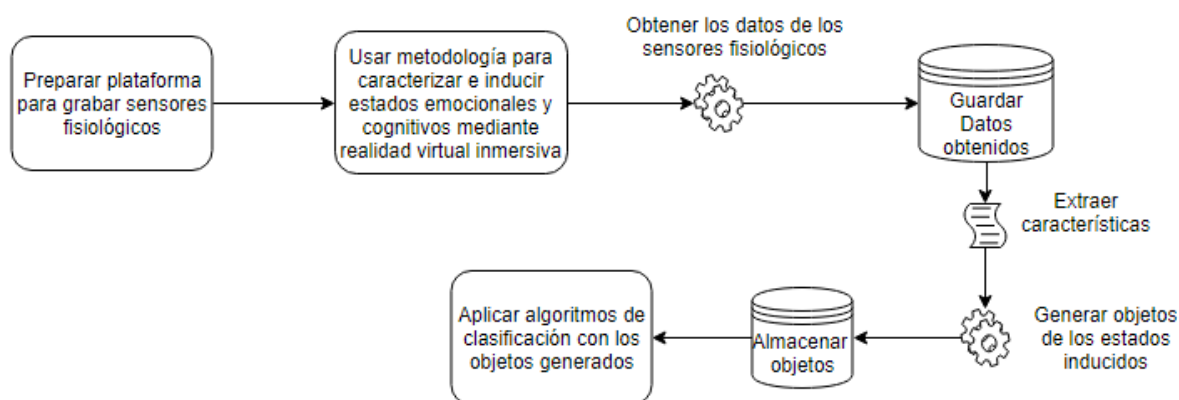 Preparar plataforma
para grabar sensores
fisiológicos
Usar metodología para
caracterizar e inducir
estados emocionales y
cognitivos mediante
realidad virtual inmersiva
Obtener los datos de los
sensores fisiológicos
Guardar
Datos
obtenidos
Extraer
características
Generar objetos
de los estados
inducidos
Almacenar
objetos
Aplicar algoritmos de
clasificación con los
objetos generados